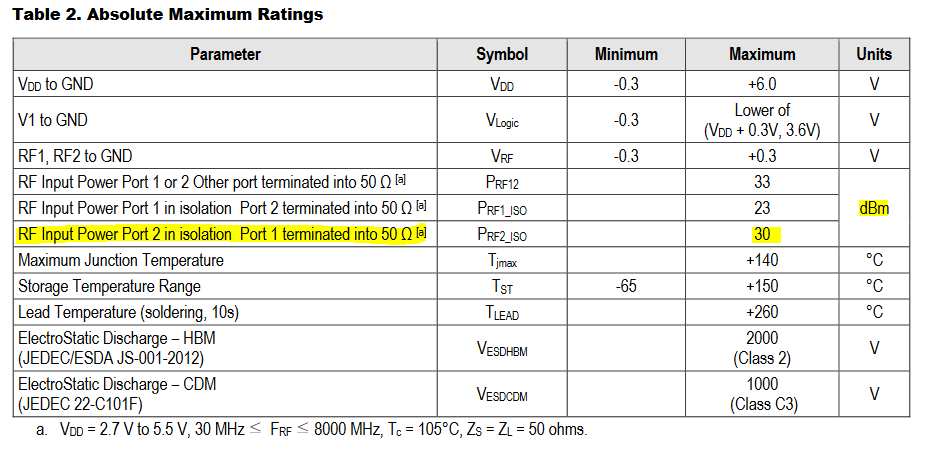 Table 2. Absolute Maximum Ratings
Parameter Symbol Minimum Maximum Units
VDD to GND VDD -0.3 +6.0 V
V1 to GND VLogic -0.3 Lower of
(VDD + 0.3V, 3.6V) V
RF1, RF2 to GND VRF -0.3 +0.3 V
RF Input Power Port 1 or 2 Other port terminated into 50 Ω [a] PRF12 33 dBm
RF Input Power Port 1 in isolation Port 2 terminated into 50 Ω [a] PRF1_ISO 23
RF Input Power Port 2 in isolation Port 1 terminated into 50 Ω [a] PRF2_ISO 30
Maximum Junction Temperature Tjmax +140 °C
Storage Temperature Range TST -65 +150 °C
Lead Temperature (soldering, 10s) TLEAD +260 °C
ElectroStatic Discharge – HBM
(JEDEC/ESDA JS-001-2012) VESDHBM 2000
(Class 2) V
ElectroStatic Discharge – CDM
(JEDEC 22-C101F) VESDCDM 1000
(Class C3) V
a. VDD = 2.7 V to 5.5 V, 30 MHz ≤ FRF ≤ 8000 MHz, Tc = 105°C, ZS = ZL = 50 ohms.